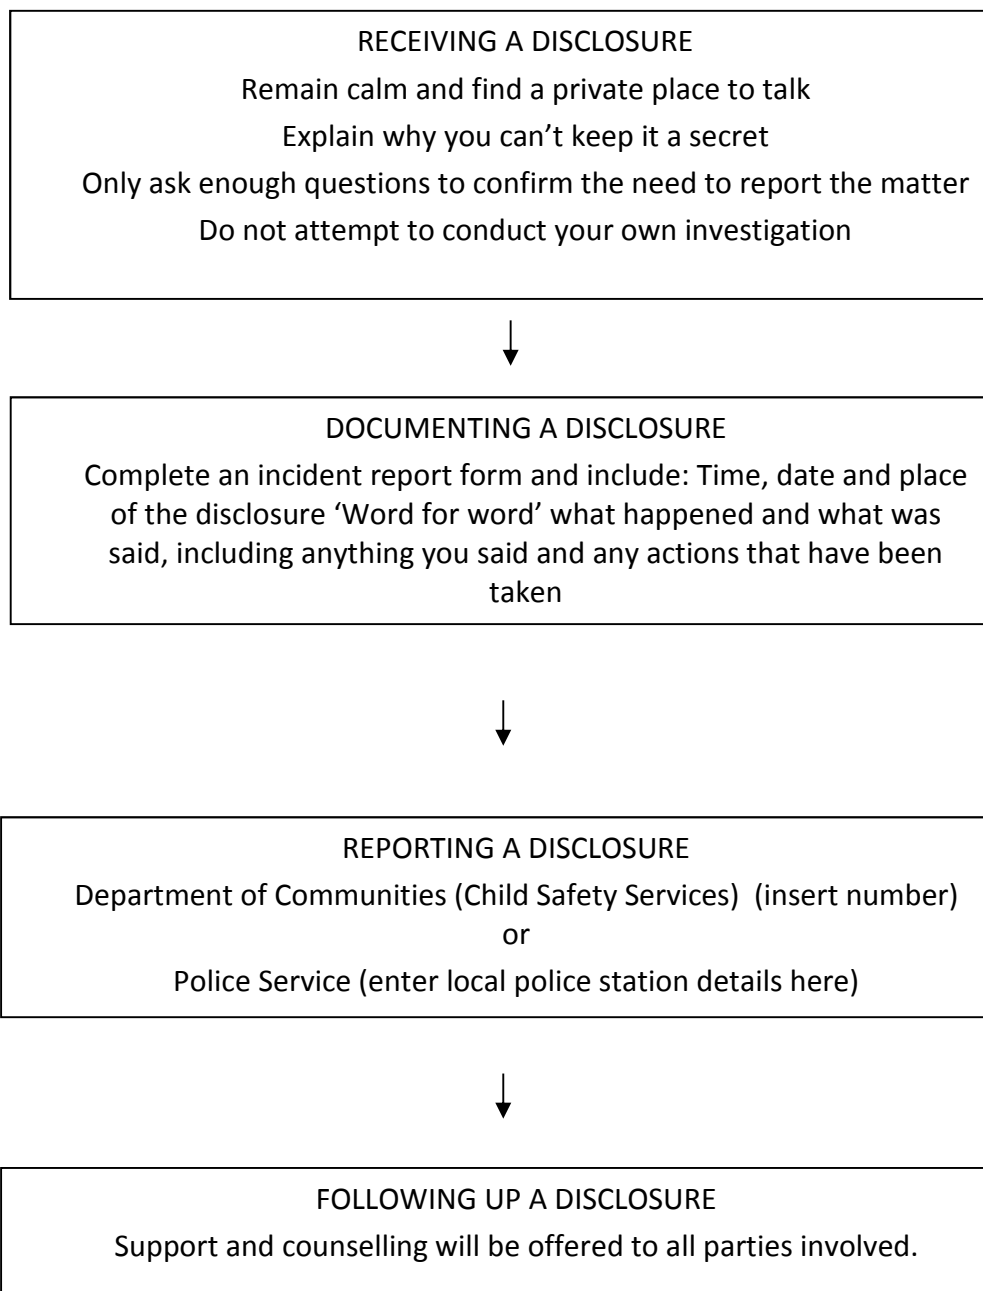 RECEIVING A DISCLOSURE
Remain calm and find a private place to talk
Explain why you can’t keep it a secret
Only ask enough questions to confirm the need to report the matter
Do not attempt to conduct your own investigation
DOCUMENTING A DISCLOSURE
Complete an incident report form and include: Time, date and place
of the disclosure ‘Word for word’ what happened and what was
said, including anything you said and any actions that have been
taken
REPORTING A DISCLOSURE
Department of Communities (Child Safety Services)  (insert number)
or
Police Service (enter local police station details here)
FOLLOWING UP A DISCLOSURE
Support and counselling will be offered to all parties involved.